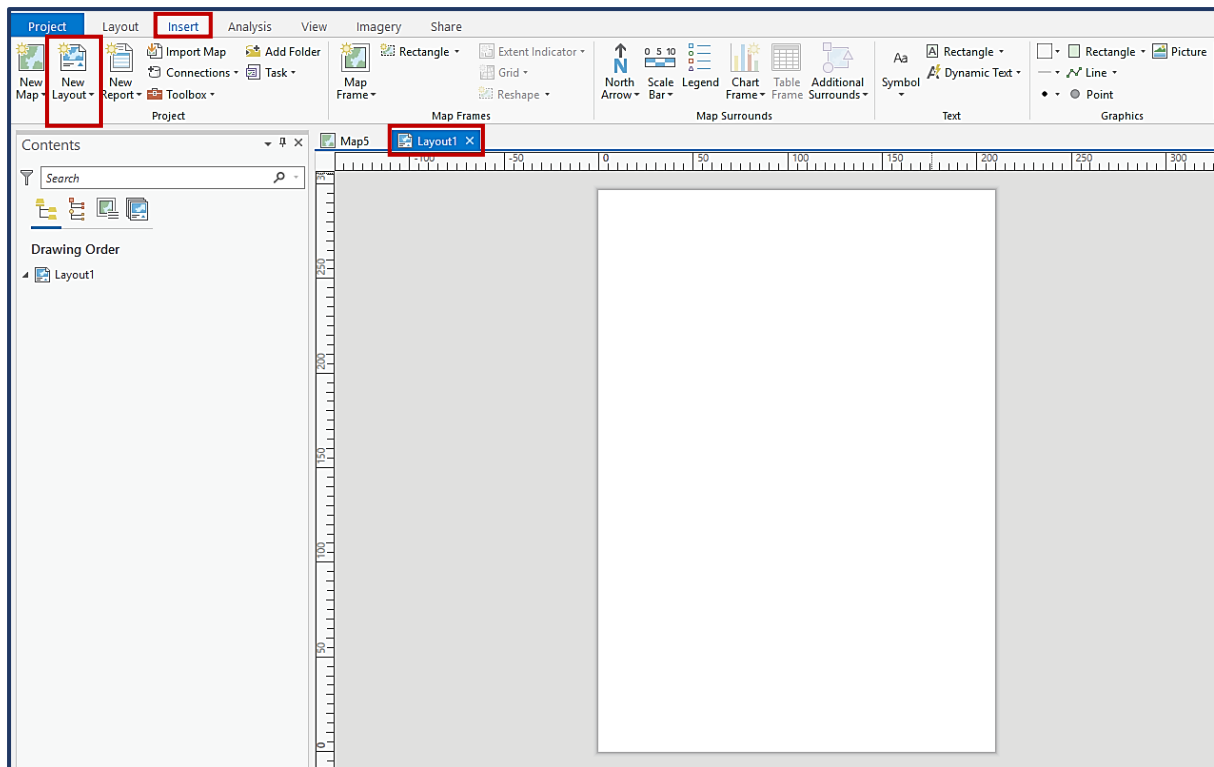 Project Layout Insert Analysis View Imagery Share
New Map New Layout New Report Import Map Connections Toolbox Add Folder Task
Project
Map Frame Rectangle Extent Indicator Grid Reshape
Map Frames
North Arrow 0 5 10 Scale Bar Legend Chart Frame Table Frame Additional Surrounds
N
Map Surrounds
Aa Symbol A Rectangle A Dynamic Text
Text
Rectangle Picture Line Point
Graphics
Contents
Map5 Layout1
-100 -50 0 50 100 150 200 250 300
Search
Drawing Order
Layout1
250
200
150
100
50
0